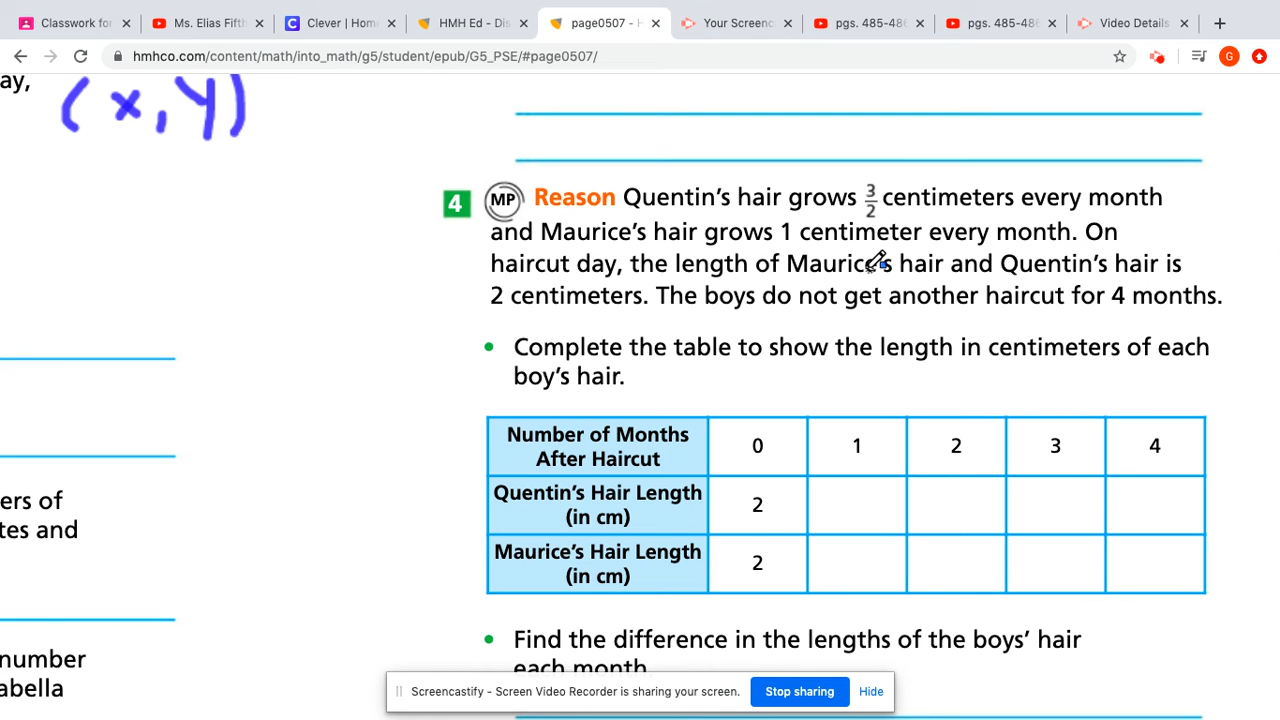 Classwork for
Ms. Elias Fifth
Clever | Home
HMH Ed - Dis
page0507 - H
Your Screenc
pgs. 485-486
pgs. 485-486
Video Details
hmhco.com/content/math/into_math/g5/student/epub/G5_PSE/#page0507/
G
ay,
(x, y)
4 MP Reason Quentin's hair grows 3/2 centimeters every month
and Maurice's hair grows 1 centimeter every month. On
haircut day, the length of Maurice's hair and Quentin's hair is
2 centimeters. The boys do not get another haircut for 4 months.
• Complete the table to show the length in centimeters of each
boy's hair.
Number of Months
After Haircut
0 1 2 3 4
Quentin's Hair Length
(in cm)
2
Maurice's Hair Length
(in cm)
2
ers of
tes and
• Find the difference in the lengths of the boys' hair
each month.
number
abella
Screencastify - Screen Video Recorder is sharing your screen.
Stop sharing
Hide